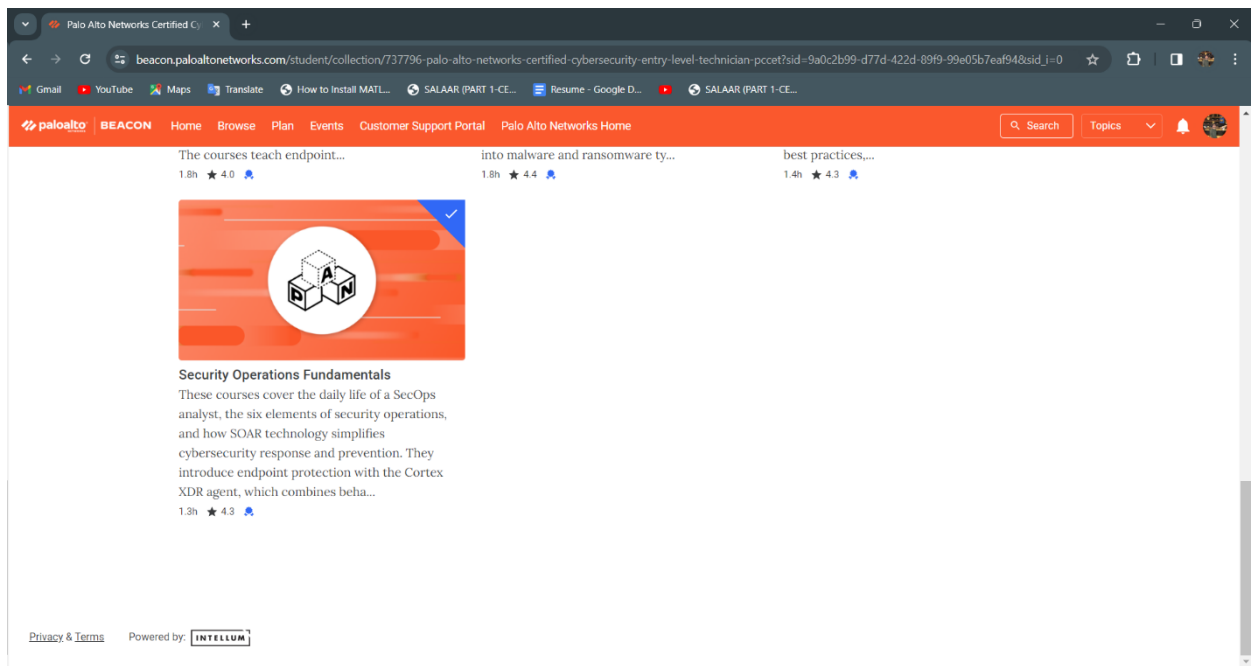 Palo Alto Networks Certified Cy
beacon.paloaltonetworks.com/student/collection/737796-palo-alto-networks-certified-cybersecurity-entry-level-technician-pccet?sid=9a0c2b99-d77d-422d-89f9-99e05b7eaf948&sid_i=0
Gmail YouTube Maps Translate How to Install MATL... SALAAR (PART 1-CE... Resume - Google D... SALAAR (PART 1-CE...
paloalto NETWORKS BEACON Home Browse Plan Events Customer Support Portal Palo Alto Networks Home Search Topics
The courses teach endpoint...
1.8h ★ 4.0
into malware and ransomware ty...
1.8h ★ 4.4
best practices,...
1.4h ★ 4.3
P A N
Security Operations Fundamentals
These courses cover the daily life of a SecOps
analyst, the six elements of security operations,
and how SOAR technology simplifies
cybersecurity response and prevention. They
introduce endpoint protection with the Cortex
XDR agent, which combines beha...
1.3h ★ 4.3
Privacy & Terms Powered by: INTELLUM